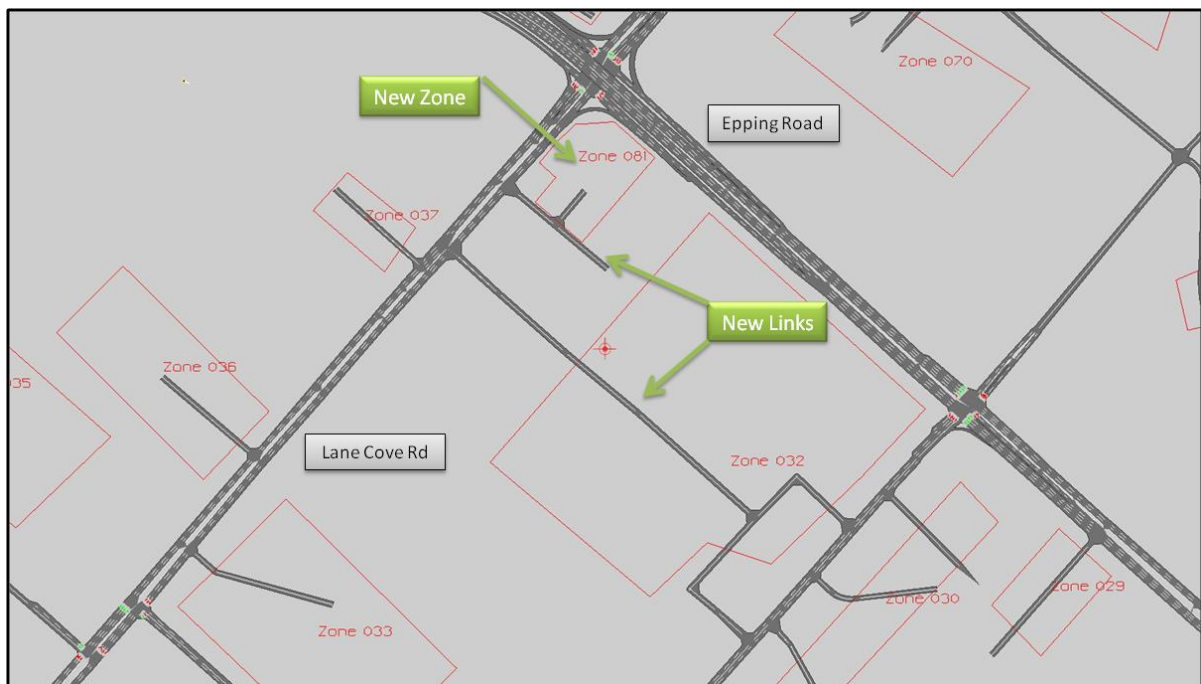 Zone 070
New Zone
Epping Road
Zone 081
Zone 037
New Links
Zone 036
035
Lane Cove Rd
Zone 032
Zone 029
Zone 030
Zone 033